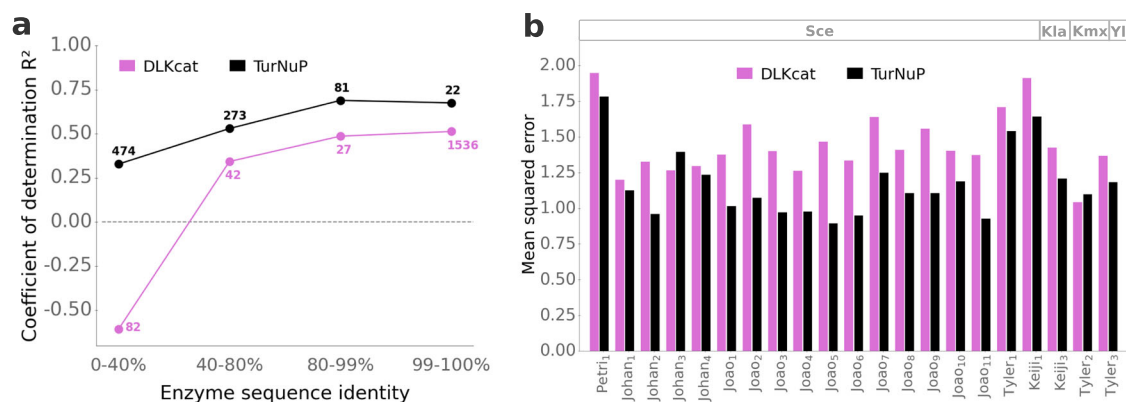 a
1.00
0.75
0.50
0.25
0.00
-0.25
-0.50
Coefficient of determination R²
DLKcat TurNuP
474
273
81
22
82
42
27
1536
0-40% 40-80% 80-99% 99-100%
Enzyme sequence identity
b
Sce Kla Kmx Yl
2.00
1.75
1.50
1.25
1.00
0.75
0.50
0.25
0.00
Mean squared error
DLKcat TurNuP
Petri₁
Johan₁
Johan₂
Johan₃
Johan₄
Joao₁
Joao₂
Joao₃
Joao₄
Joao₅
Joao₆
Joao₇
Joao₈
Joao₉
Joao₁₀
Joao₁₁
Tyler₁
Keiji₁
Keiji₃
Tyler₂
Tyler₃